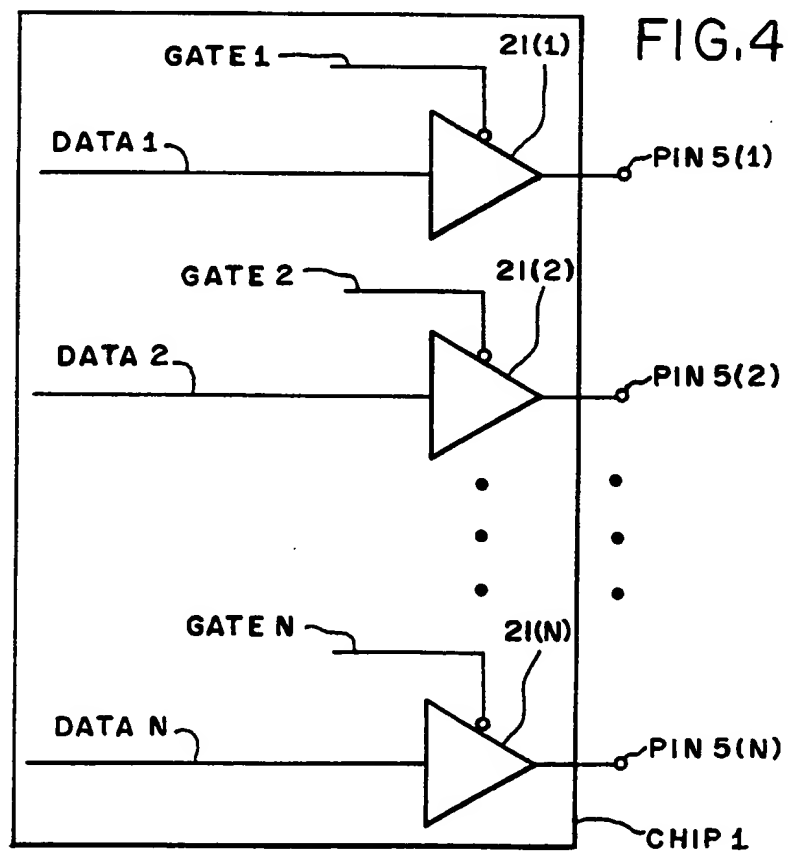 FIG.4
GATE 1
21(1)
DATA 1
PIN 5(1)
GATE 2
21(2)
DATA 2
PIN 5(2)
GATE N
21(N)
DATA N
PIN 5(N)
CHIP 1